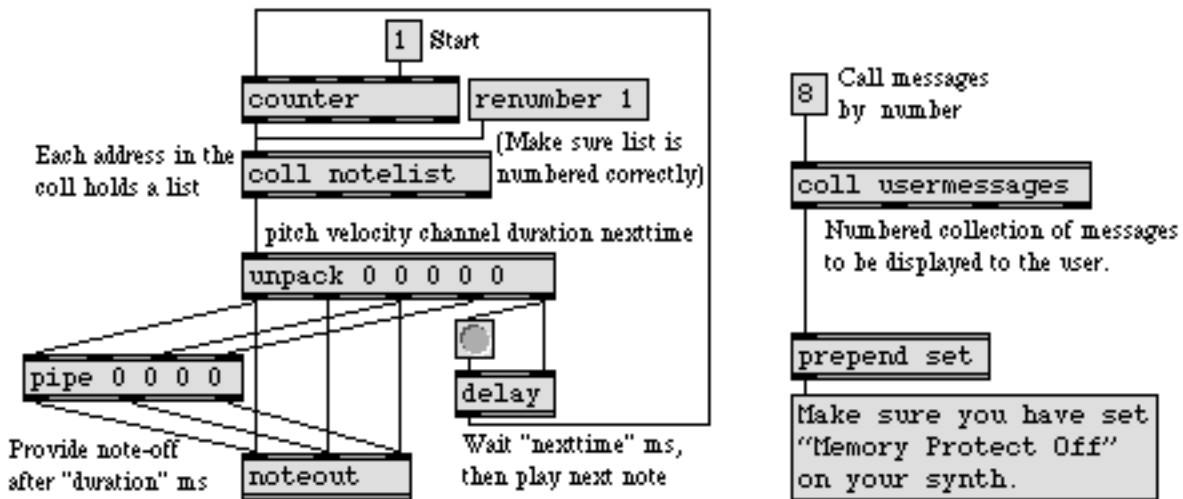 1 Start
counter
renumber 1
(Make sure list is
numbered correctly)
Each address in the
coll holds a list
coll notelist
pitch velocity channel duration nexttime
unpack 0 0 0 0 0
pipe 0 0 0 0
delay
Provide note-off
after "duration" ms
noteout
Wait "nexttime" ms,
then play next note
8
Call messages
by number
coll usermessages
Numbered collection of messages
to be displayed to the user.
prepend set
Make sure you have set
“Memory Protect Off”
on your synth.